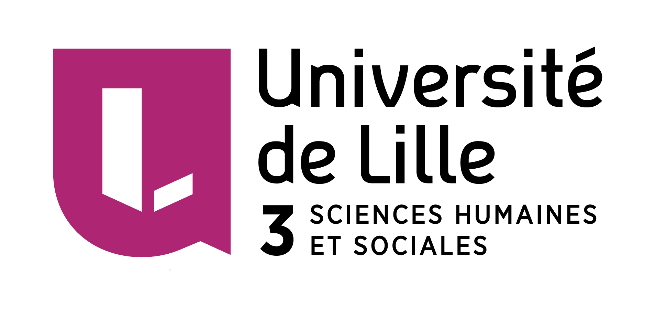 Université
de Lille
3 SCIENCES HUMAINES
ET SOCIALES